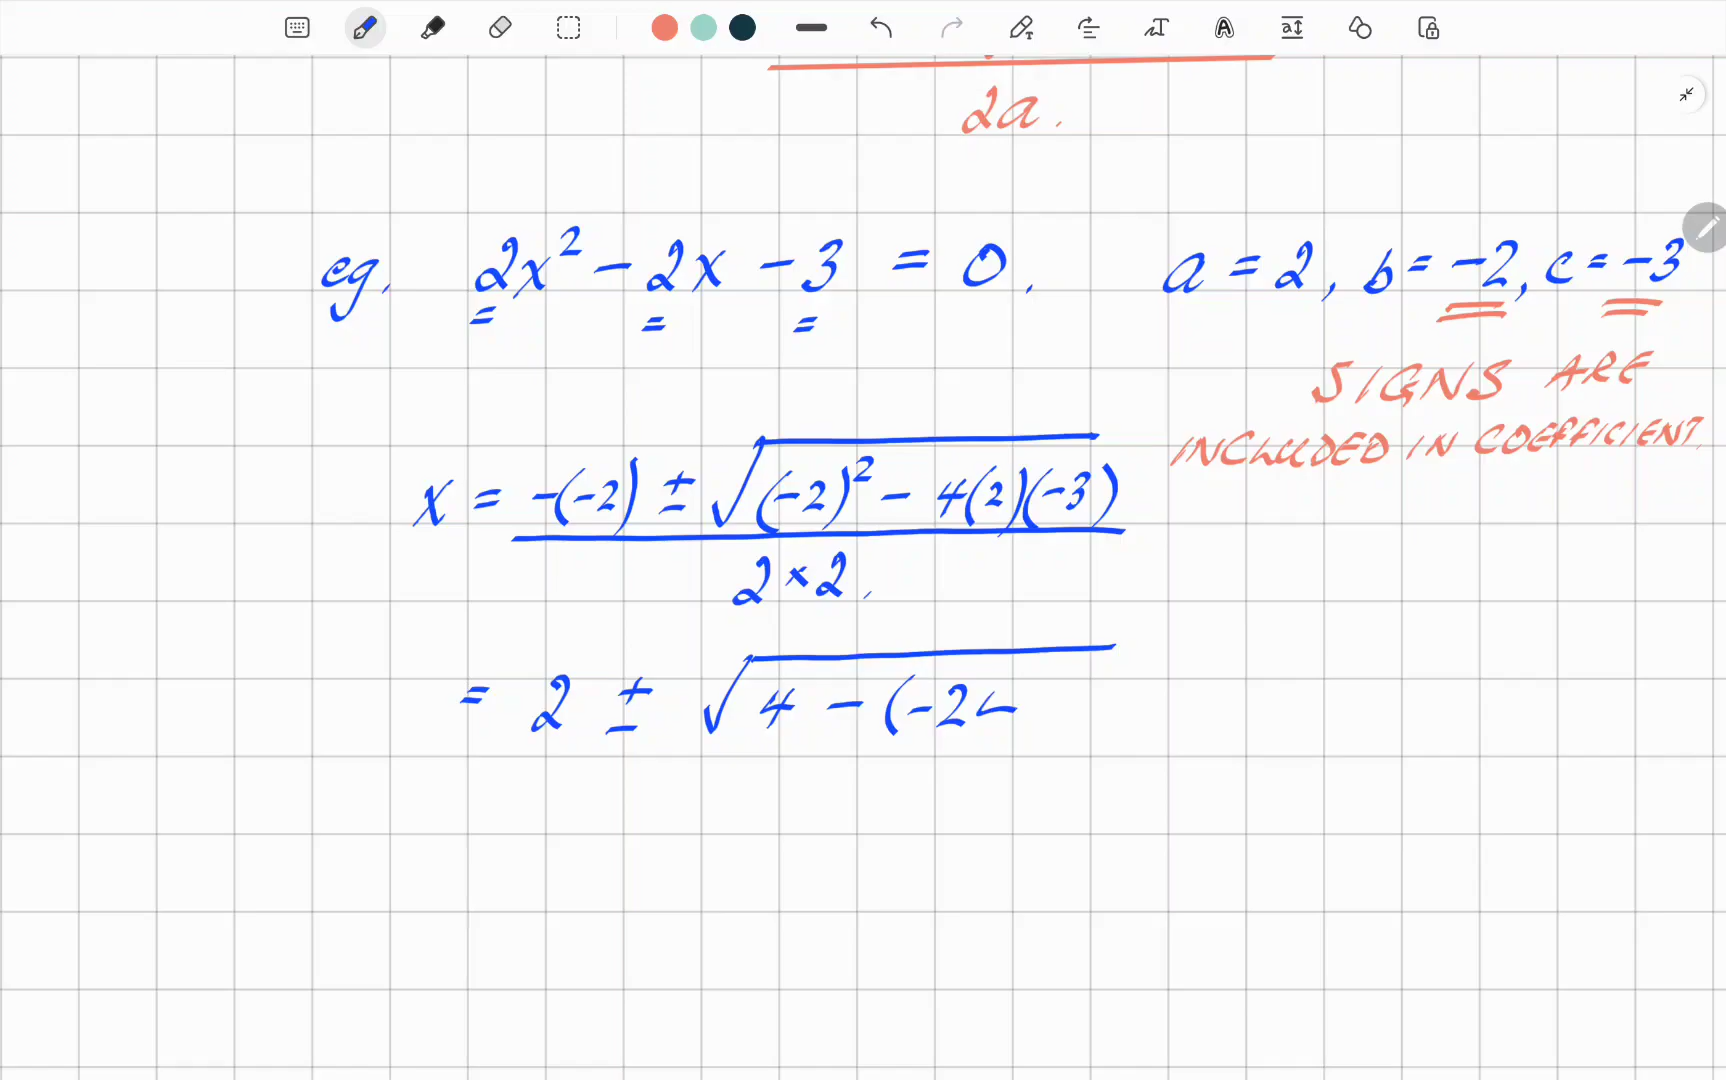 2a.
eg. 2x² - 2x - 3 = 0. a = 2, b = -2, c = -3
SIGNS ARE
INCLUDED IN COEFFICIENT.
x = -(-2) ± √(-2)² - 4(2)(-3)
2 × 2.
= 2 ± √4 - (-24